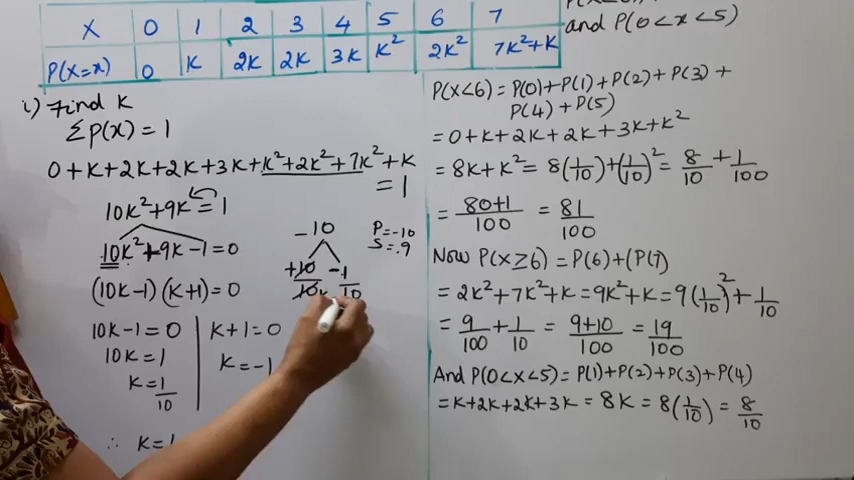 X 0 1 2 3 4 5 6 7
P(X=x) 0 K 2K 2K 3K K² 2K² 7K²+K
i) Find K
Σp(x) = 1
0+K+2K+2K+3K+K²+2K²+7K²+K
= 1
10K²+9K=1
10K²+9K-1=0
(10K-1)(K+1)=0
10K-1=0
10K=1
K=1/10
K+1=0
K=-1
∴ K=1
-10
+10 -1
10K 10
P=-10
S=.9
and P(0<x<5)
P(X<6) = P(0)+P(1)+P(2)+P(3)+
P(4)+P(5)
=0+K+2K+2K+3K+K²
=8K+K²= 8(1/10)+(1/10)²= 8/10 + 1/100
= 80+1/100 = 81/100
Now P(X≥6) = P(6)+(P(7)
= 2K²+7K²+K=9K²+K=9(1/10)²+1/10
= 9/100 + 1/10 = 9+10/100 = 19/100
And P(0<X<5)= P(1)+P(2)+P(3)+P(4)
=K+2K+2K+3K = 8K = 8(1/10) = 8/10